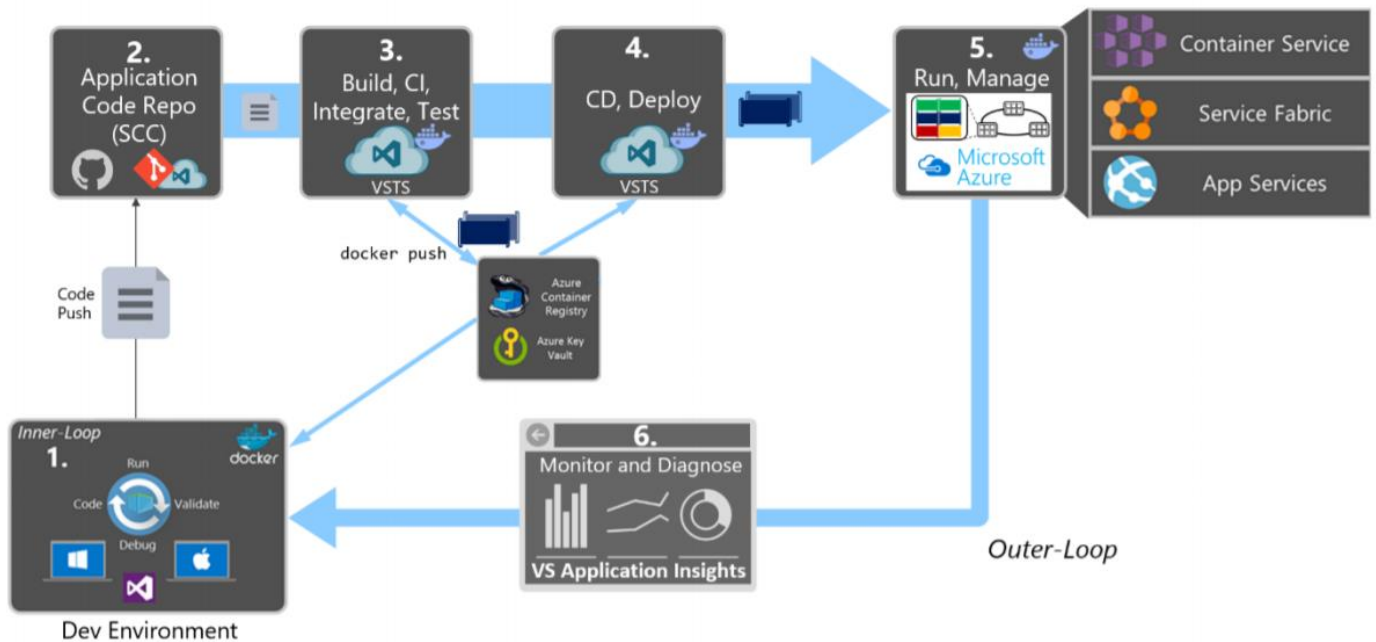 2.
Application
Code Repo
(SCC)
3.
Build, CI,
Integrate, Test
VSTS
4.
CD, Deploy
VSTS
5.
Run, Manage
Microsoft
Azure
Container Service
Service Fabric
App Services
docker push
Azure
Container
Registry
Azure Key
Vault
Code
Push
Inner-Loop
1.
docker
Run
Code
Validate
Debug
Dev Environment
6.
Monitor and Diagnose
VS Application Insights
Outer-Loop